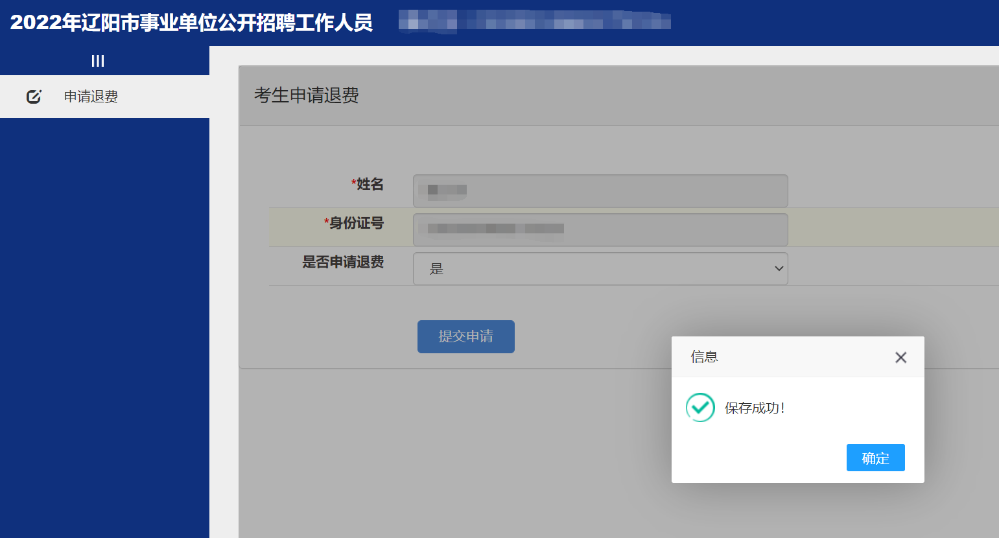 2022年辽阳市事业单位公开招聘工作人员
申请退费
考生申请退费
*姓名
*身份证号
是否申请退费
是
提交申请
信息
保存成功!
确定